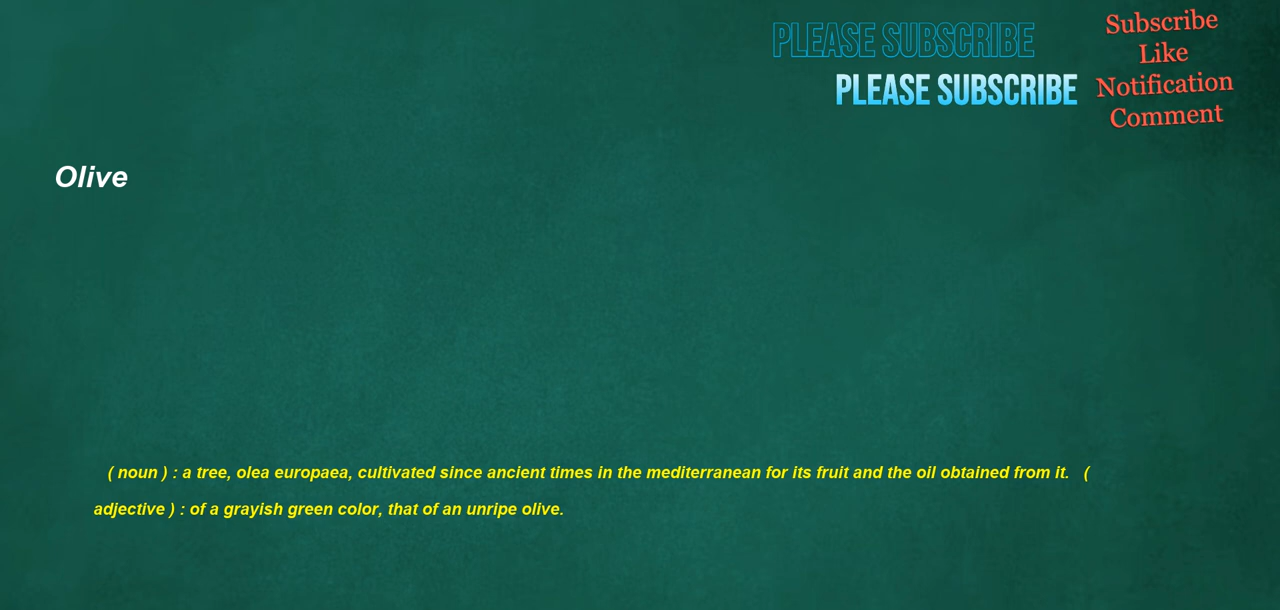 PLEASE SUBSCRIBE
PLEASE SUBSCRIBE
Subscribe
Like
Notification
Comment
Olive
( noun ) : a tree, olea europaea, cultivated since ancient times in the mediterranean for its fruit and the oil obtained from it. (
adjective ) : of a grayish green color, that of an unripe olive.